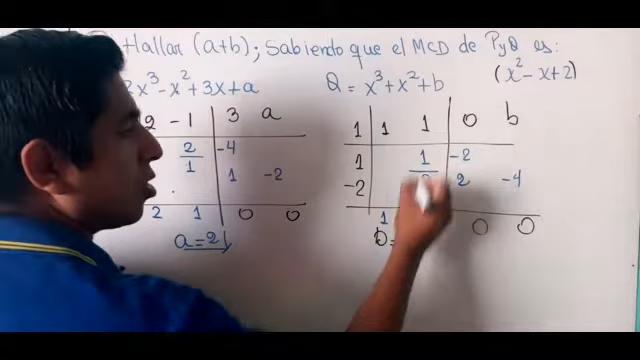 Hallar (a+b); Sabiendo que el MCD de P y Q es:
2x³-x²+3x+a Q = x³+x²+b (x²-x+2)
2 -1 3 a 1 1 1 0 b
2 -4 1 1 -2
1 1 -2 -2 2 -4
2 1 0 0 1 0 0
a=2 b=